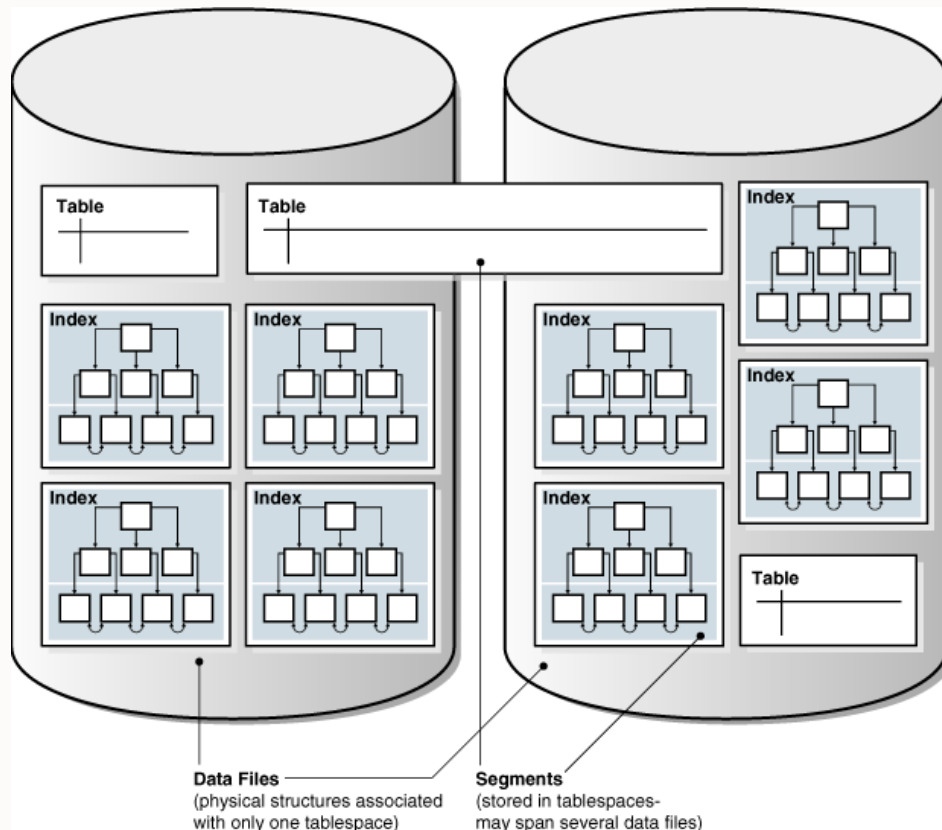 Table
Table
Index
Index
Index
Index
Index
Index
Index
Index
Table
Data Files
(physical structures associated
with only one tablespace)
Segments
(stored in tablespaces-
may span several data files)